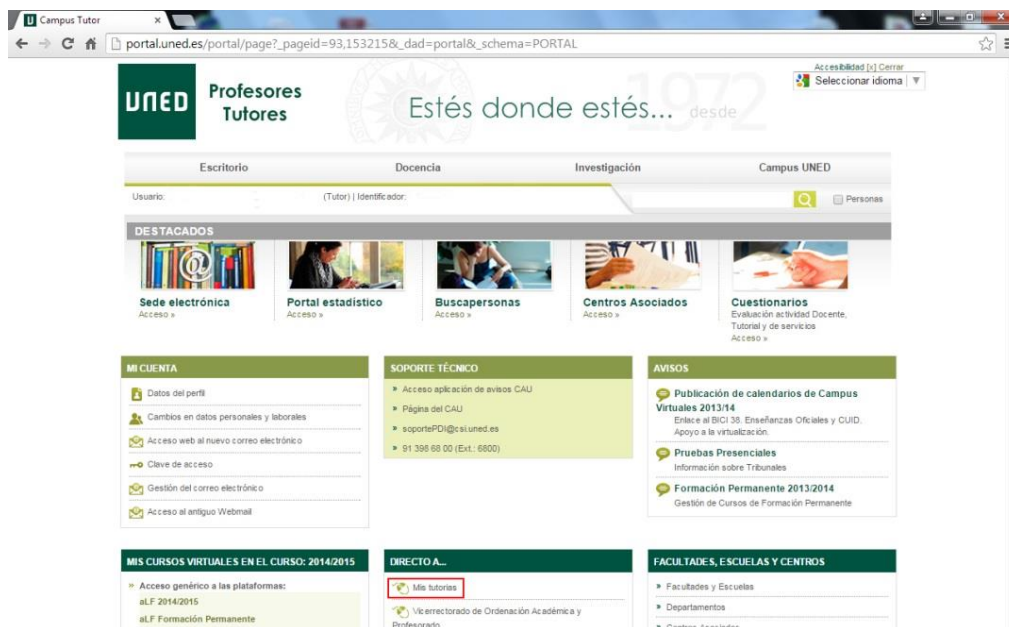 Campus Tutor
portal.uned.es/portal/page?_pageid=93,153215&_dad=portal&_schema=PORTAL
Accesibilidad [x] Cerrar
Seleccionar idioma
UNED
Profesores
Tutores
Estés donde estés... desde
1972
Escritorio
Docencia
Investigación
Campus UNED
Usuario:
(Tutor) | Identificador:
Personas
DESTACADOS
Sede electrónica
Acceso »
Portal estadístico
Acceso »
Buscapersonas
Acceso »
Centros Asociados
Acceso »
Cuestionarios
Evaluación actividad Docente,
Tutorial y de servicios
Acceso »
MI CUENTA
Datos del perfil
Cambios en datos personales y laborales
Acceso web al nuevo correo electrónico
Clave de acceso
Gestión del correo electrónico
Acceso al antiguo Webmail
SOPORTE TÉCNICO
» Acceso aplicación de avisos CAU
» Página del CAU
» soportePDI@csi.uned.es
» 91 398 68 00 (Ext.: 6800)
AVISOS
Publicación de calendarios de Campus
Virtuales 2013/14
Enlace al BICI 38. Enseñanzas Oficiales y CUID.
Apoyo a la virtualización.
Pruebas Presenciales
Información sobre Tribunales
Formación Permanente 2013/2014
Gestión de Cursos de Formación Permanente
MIS CURSOS VIRTUALES EN EL CURSO: 2014/2015
» Acceso genérico a las plataformas:
aLF 2014/2015
aLF Formación Permanente
DIRECTO A...
Mis tutorías
Vicerrectorado de Ordenación Académica y
Profesorado
FACULTADES, ESCUELAS Y CENTROS
» Facultades y Escuelas
» Departamentos
» Centros Asociados